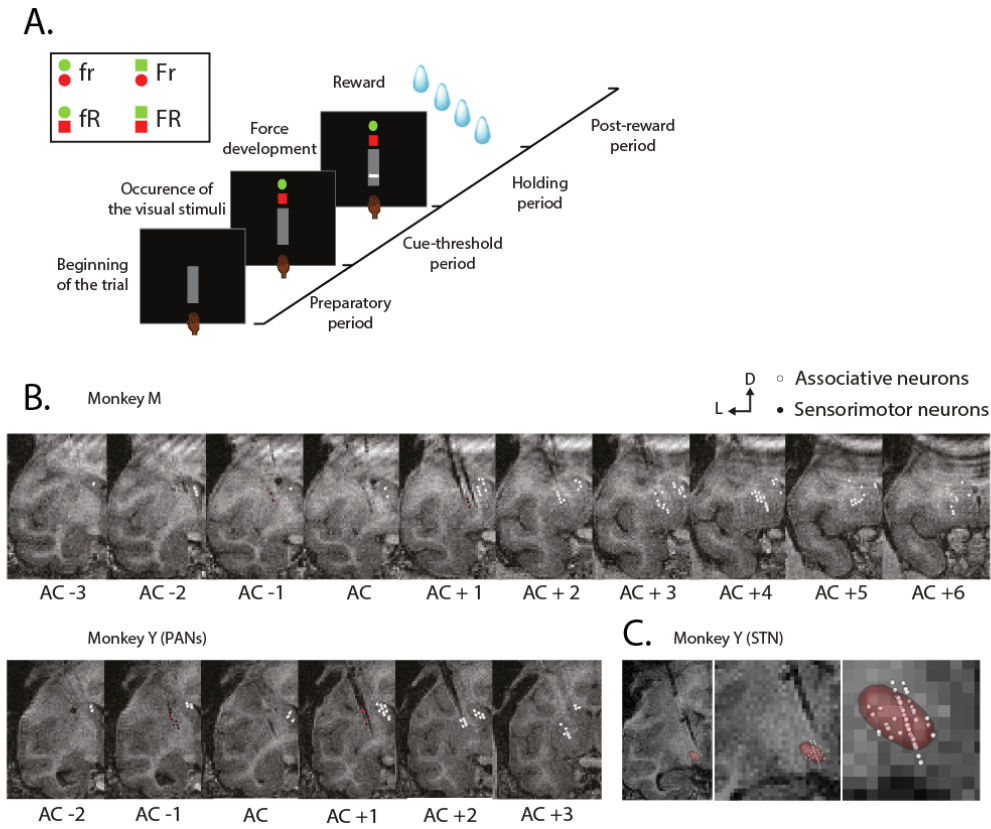 A.
fr Fr
fR FR
Reward
Force
development
Occurence of
the visual stimuli
Beginning
of the trial
Post-reward
period
Holding
period
Cue-threshold
period
Preparatory
period
B.
Monkey M
D
L
Associative neurons
Sensorimotor neurons
AC -3 AC -2 AC -1 AC AC + 1 AC + 2 AC + 3 AC +4 AC +5 AC +6
Monkey Y (PANs)
AC -2 AC -1 AC AC +1 AC +2 AC +3
C.
Monkey Y (STN)